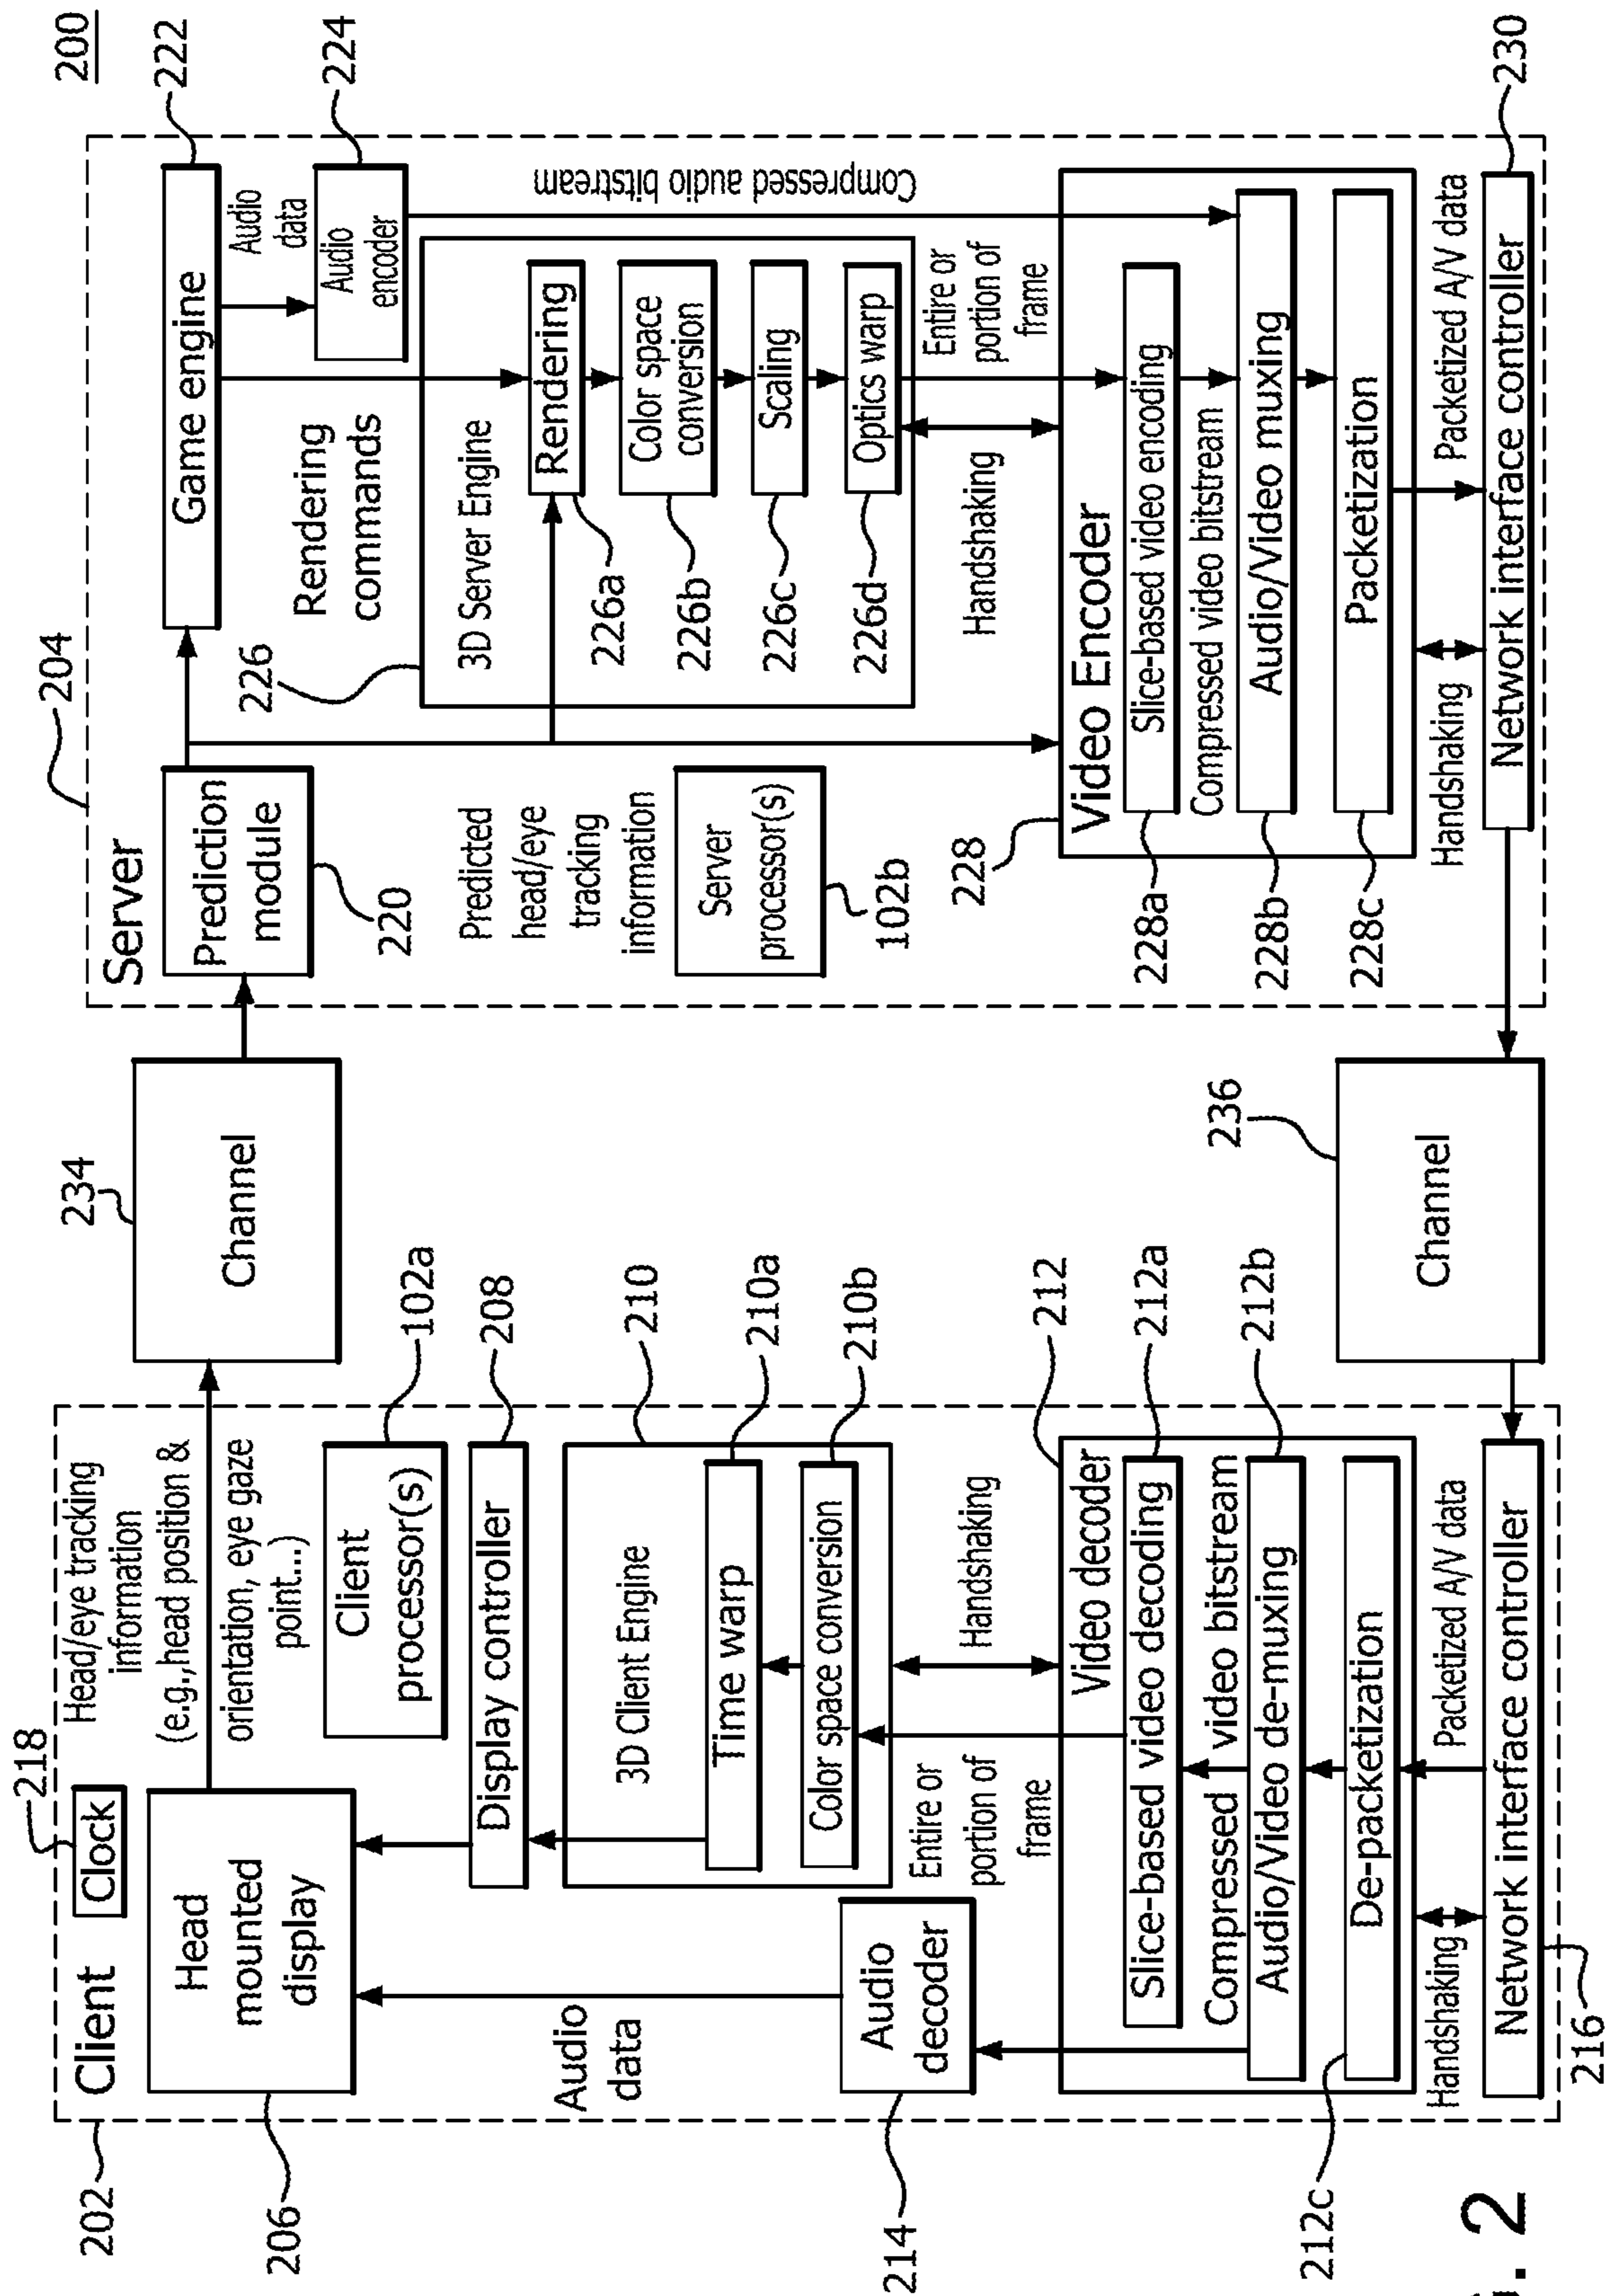 200
202
Client
218
Clock
Head/eye tracking
information
(e.g.,head position &
orientation, eye gaze
point...)
Head
mounted
display
206
Client
processor(s)
102a
Display controller
208
3D Client Engine
210
Time warp
210a
Color space conversion
210b
Audio
data
Audio
decoder
214
Entire or
portion of
frame
Handshaking
Video decoder
212
Slice-based video decoding
212a
Compressed video bitstream
Audio/Video de-muxing
212b
De-packetization
212c
Handshaking
Packetized A/V data
Network interface controller
216
234
Channel
236
Channel
204
Server
Prediction
module
220
Predicted
head/eye
tracking
information
Server
processor(s)
102b
Game engine
222
Audio
data
Audio
encoder
224
Rendering
commands
Compressed audio bitstream
226
3D Server Engine
Rendering
226a
Color space
conversion
226b
Scaling
226c
Optics warp
226d
Handshaking
Entire or
portion of
frame
228
Video Encoder
Slice-based video encoding
228a
Compressed video bitstream
Audio/Video muxing
228b
Packetization
228c
Handshaking
Packetized A/V data
Network interface controller
230
. 2